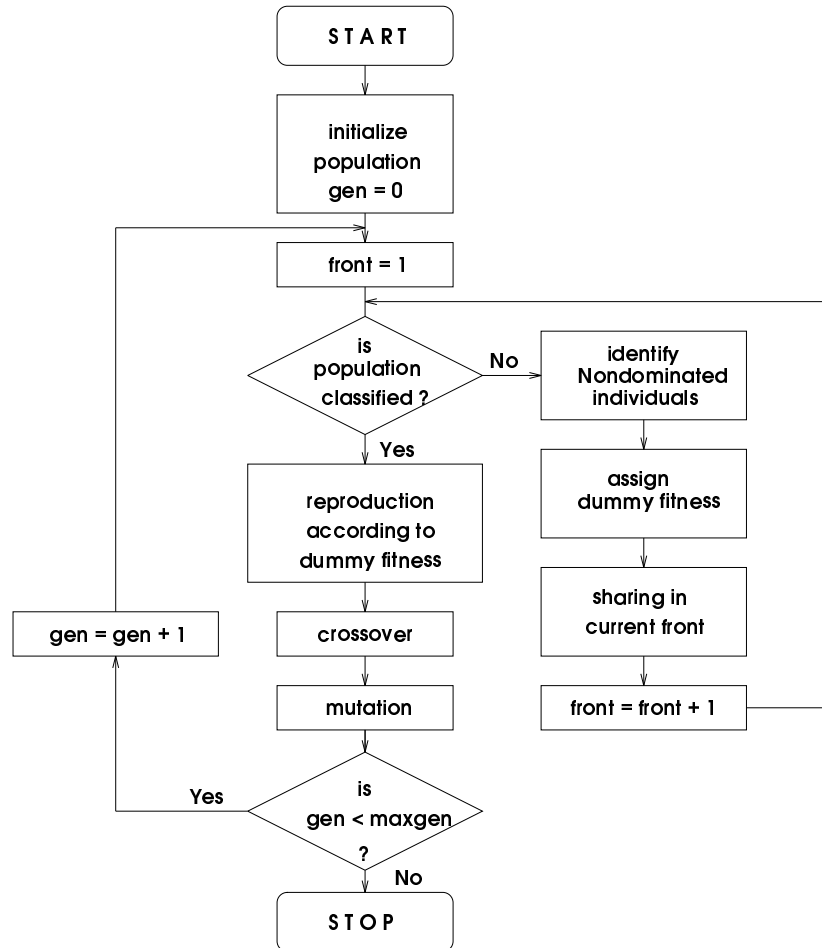 START
initialize
population
gen = 0
front = 1
is
population
classified ?
No
identify
Nondominated
individuals
Yes
assign
dummy fitness
reproduction
according to
dummy fitness
sharing in
current front
gen = gen + 1
crossover
mutation
front = front + 1
is
gen < maxgen
?
Yes
No
STOP